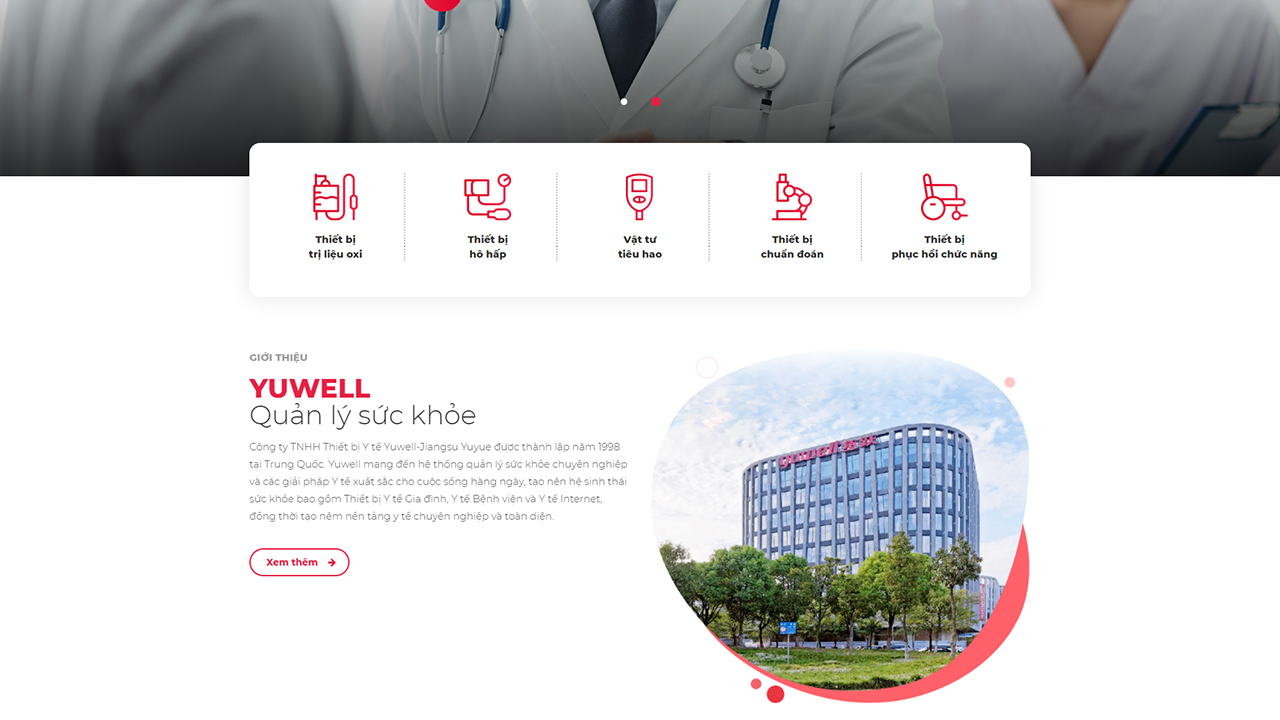 Thiết bị
trị liệu oxi
Thiết bị
hô hấp
Vật tư
tiêu hao
Thiết bị
chuẩn đoán
Thiết bị
phục hồi chức năng
GIỚI THIỆU
YUWELL
Quản lý sức khỏe
Công ty TNHH Thiết bị Y tế Yuwell-Jiangsu Yuyue được thành lập năm 1998
tại Trung Quốc. Yuwell mang đến hệ thống quản lý sức khỏe chuyên nghiệp
và các giải pháp Y tế xuất sắc cho cuộc sống hàng ngày, tạo nên hệ sinh thái
sức khỏe bao gồm Thiết bị Y tế Gia đình, Y tế Bệnh viện và Y tế Internet,
đồng thời tạo nêm nền tảng y tế chuyên nghiệp và toàn diện.
Xem thêm
yuwell